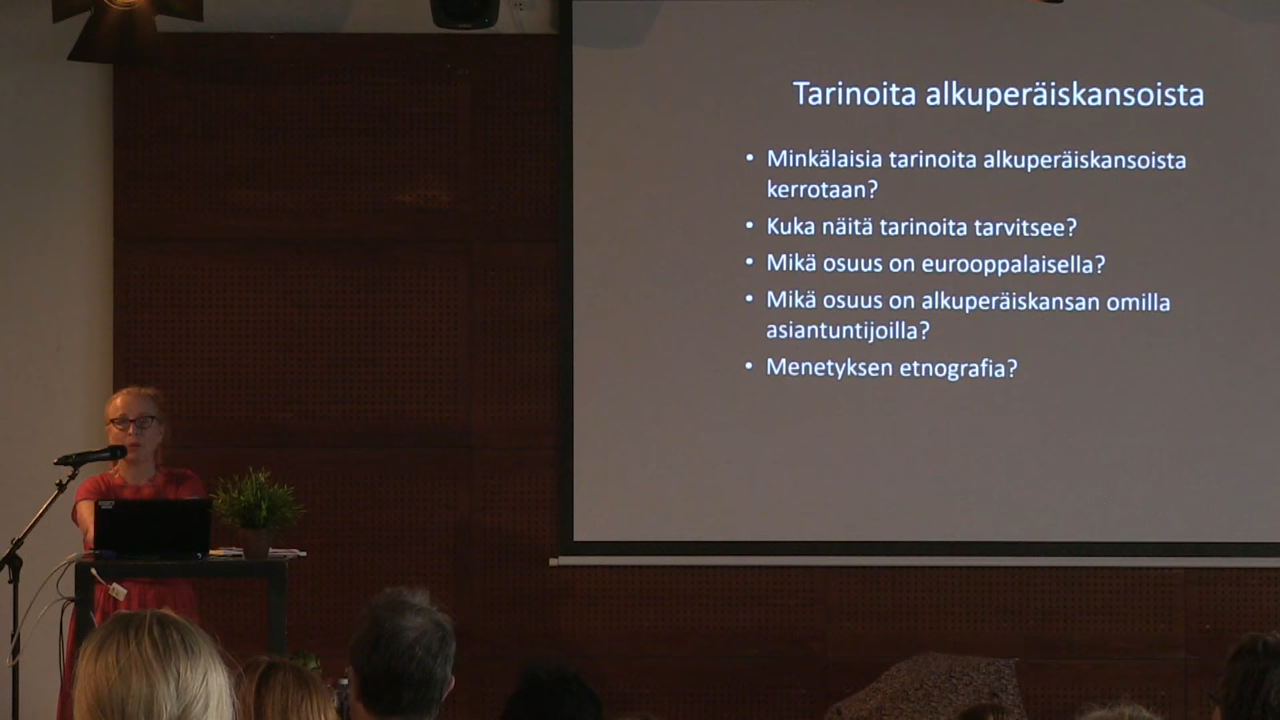 Tarinoita alkuperäiskansoista
• Minkälaisia tarinoita alkuperäiskansoista
kerrotaan?
• Kuka näitä tarinoita tarvitsee?
• Mikä osuus on eurooppalaisella?
• Mikä osuus on alkuperäiskansan omilla
asiantuntijoilla?
• Menetyksen etnografia?